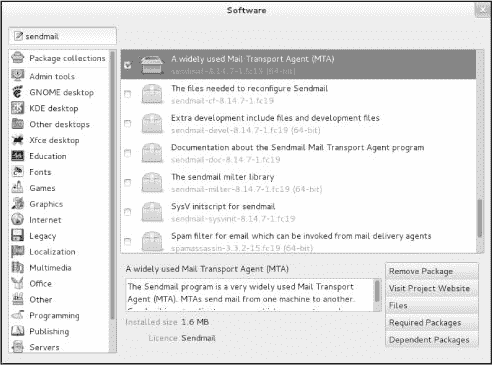 Software
sendmail
Package collections
Admin tools
GNOME desktop
KDE desktop
Other desktops
Xfce desktop
Education
Fonts
Games
Graphics
Internet
Legacy
Localization
Multimedia
Office
Other
Programming
Publishing
Servers
A widely used Mail Transport Agent (MTA)
sendmail-8.14.7-1.fc19 (64-bit)
The files needed to reconfigure Sendmail
sendmail-cf-8.14.7-1.fc19
Extra development include files and development files
sendmail-devel-8.14.7-1.fc19 (64-bit)
Documentation about the Sendmail Mail Transport Agent program
sendmail-doc-8.14.7-1.fc19
The sendmail milter library
sendmail-milter-8.14.7-1.fc19 (64-bit)
SysV initscript for sendmail
sendmail-sysvinit-8.14.7-1.fc19
Spam filter for email which can be invoked from mail delivery agents
spamassassin-3.3.2-15.fc19 (64-bit)
A widely used Mail Transport Agent (MTA)
The Sendmail program is a very widely used Mail Transport
Agent (MTA). MTAs send mail from one machine to another.
Installed size 1.6 MB
Licence Sendmail
Remove Package
Visit Project Website
Files
Required Packages
Dependent Packages